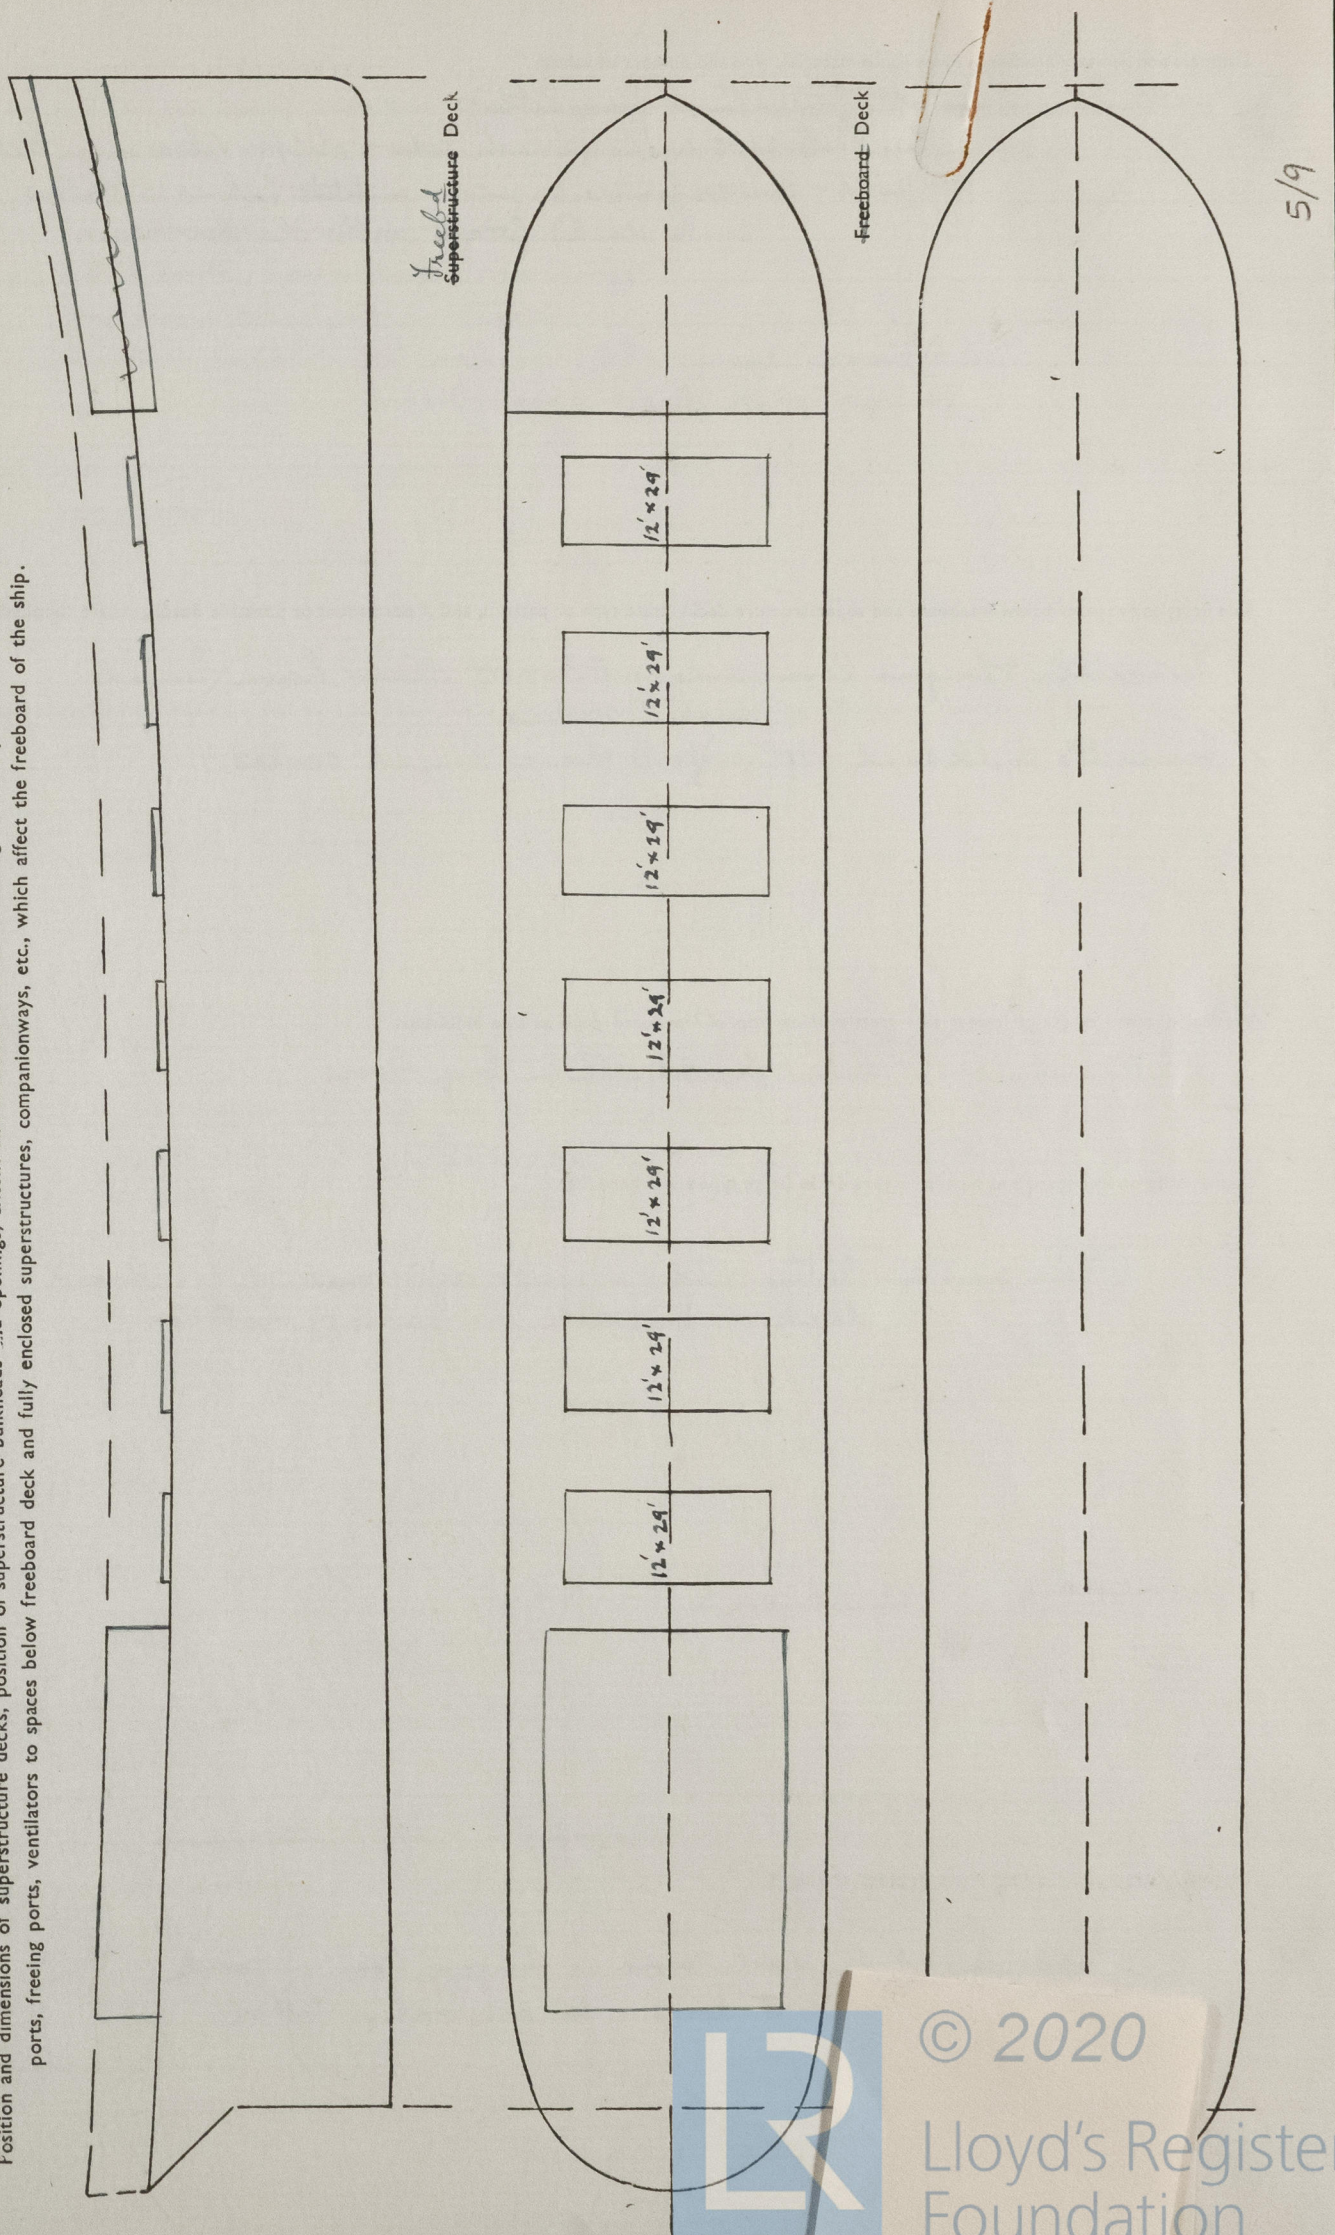 Position and dimensions of superstructure decks, position of superstructure bulkheads
ports, freeing ports, ventilators to spaces below freeboard deck and fully enclosed superstructures, companionways, etc., which affect the freeboard of the ship.
Freebd
Superstructure Deck
12' × 29'
12' × 29'
12' × 29'
12' × 29'
12' × 29'
12' × 29'
12' × 29'
Freeboard Deck
5/9
LR
© 2020
Lloyd's Register
Foundation